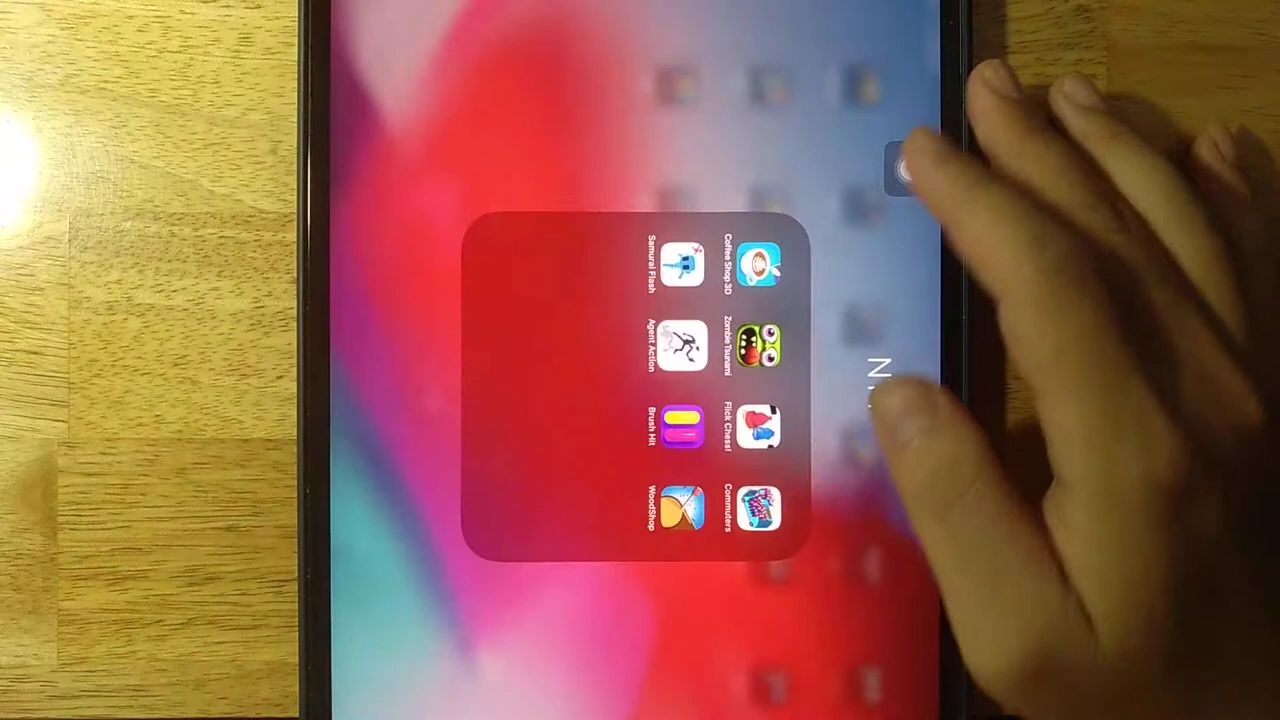 Coffee Shop 3D
Zombie Tsunami
Flick Chess!
Commuters
Samurai Flash
Agent Action
Brush Hit
WoodShop